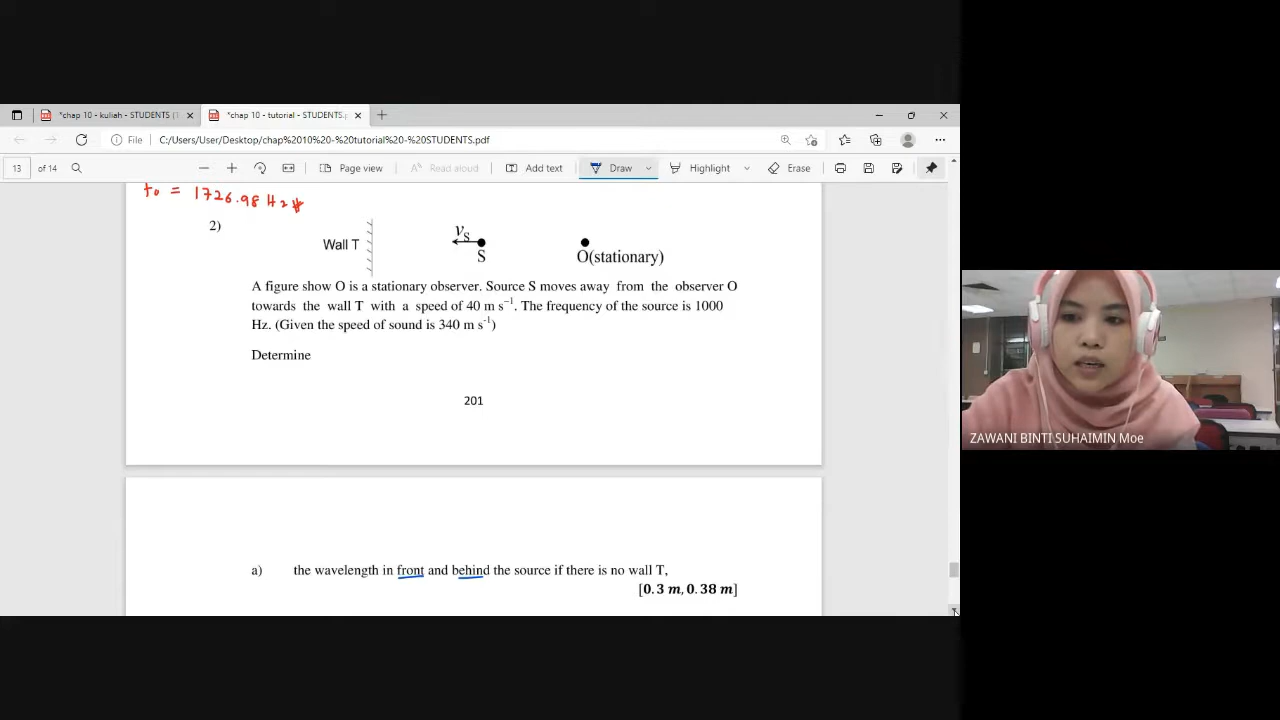 *chap 10 - kuliah - STUDENTS (1
*chap 10 - tutorial - STUDENTS.p
File C:/Users/User/Desktop/chap%2010%20-%20tutorial%20-%20STUDENTS.pdf
13 of 14 Page view Read aloud Add text Draw Highlight Erase
fo = 1726.98 Hz #
2)
Wall T vS S O(stationary)
A figure show O is a stationary observer. Source S moves away from the observer O
towards the wall T with a speed of 40 m s⁻¹. The frequency of the source is 1000
Hz. (Given the speed of sound is 340 m s⁻¹)
Determine
201
a) the wavelength in front and behind the source if there is no wall T,
[0.3 m, 0.38 m]
ZAWANI BINTI SUHAIMIN Moe